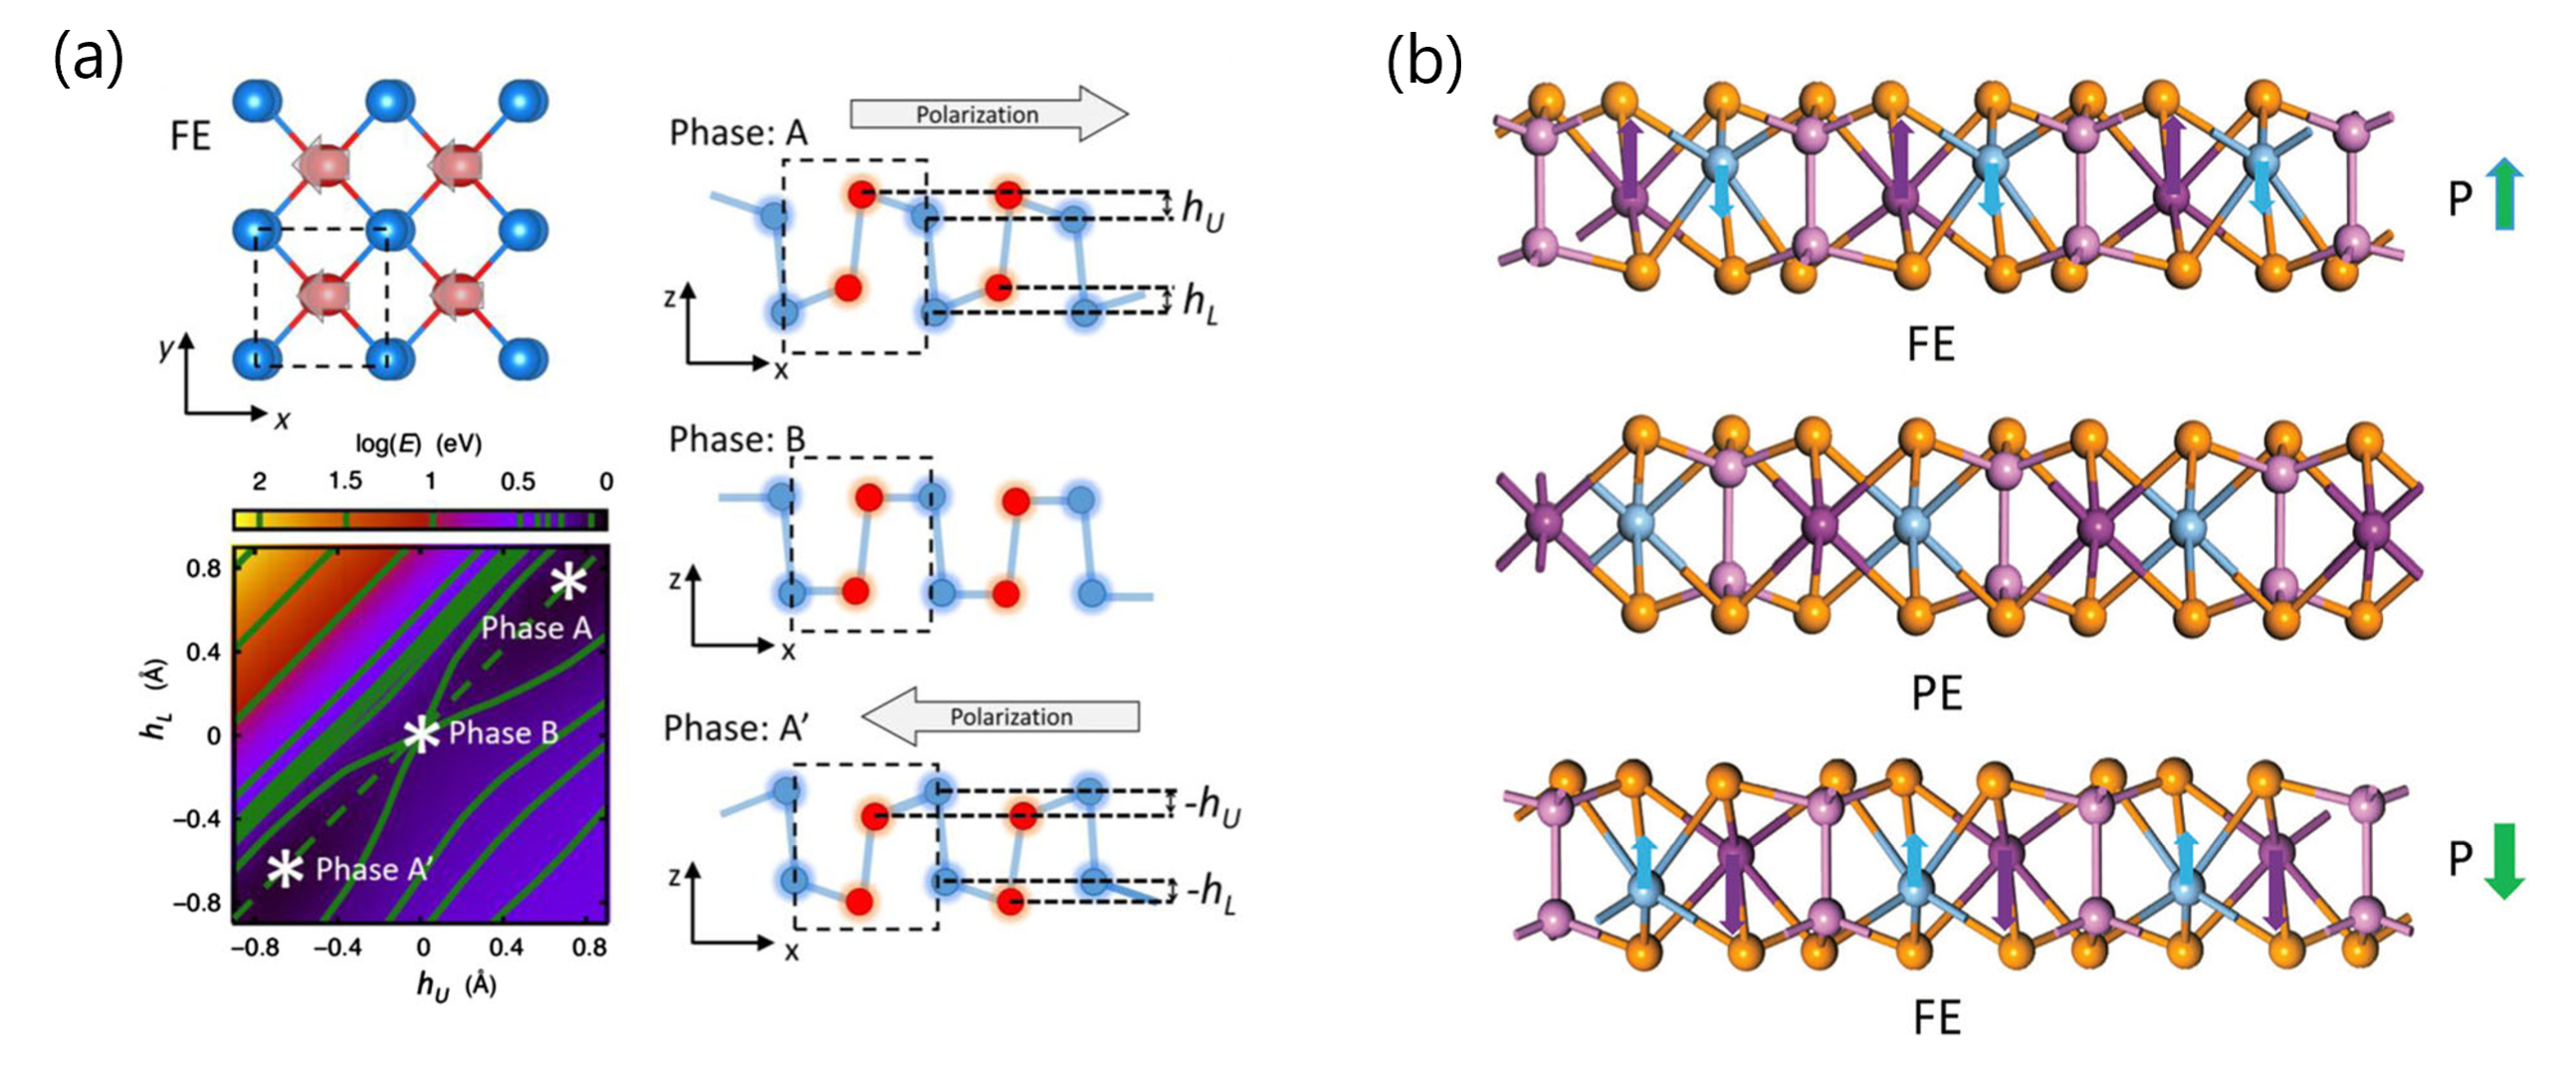 (a)
FE
y
x
log(E) (eV)
2 1.5 1 0.5 0
0.8
0.4
0
−0.4
−0.8
h_L (Å)
Phase A
Phase B
Phase A′
−0.8 −0.4 0 0.4 0.8
h_U (Å)
Phase: A
Polarization
h_U
h_L
z
x
Phase: B
z
x
Phase: A′
Polarization
-h_U
-h_L
z
x
(b)
P
FE
PE
P
FE